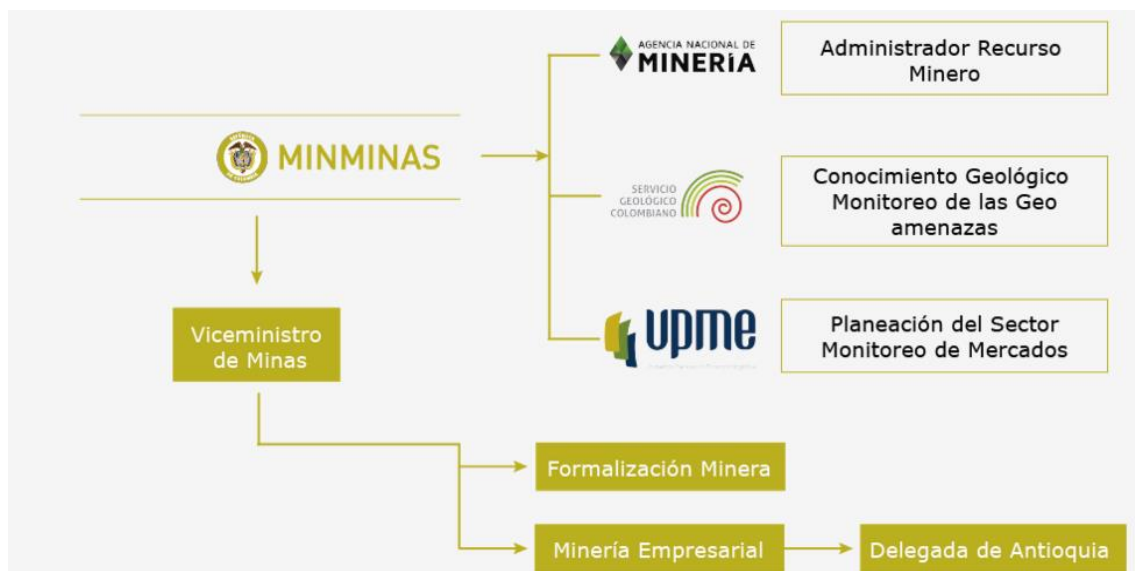 AGENCIA NACIONAL DE
MINERÍA
Administrador Recurso
Minero
MINMINAS
SERVICIO
GEOLÓGICO
COLOMBIANO
Conocimiento Geológico
Monitoreo de las Geo
amenazas
upme
Planeación del Sector
Monitoreo de Mercados
Viceministro
de Minas
Formalización Minera
Minería Empresarial
Delegada de Antioquia